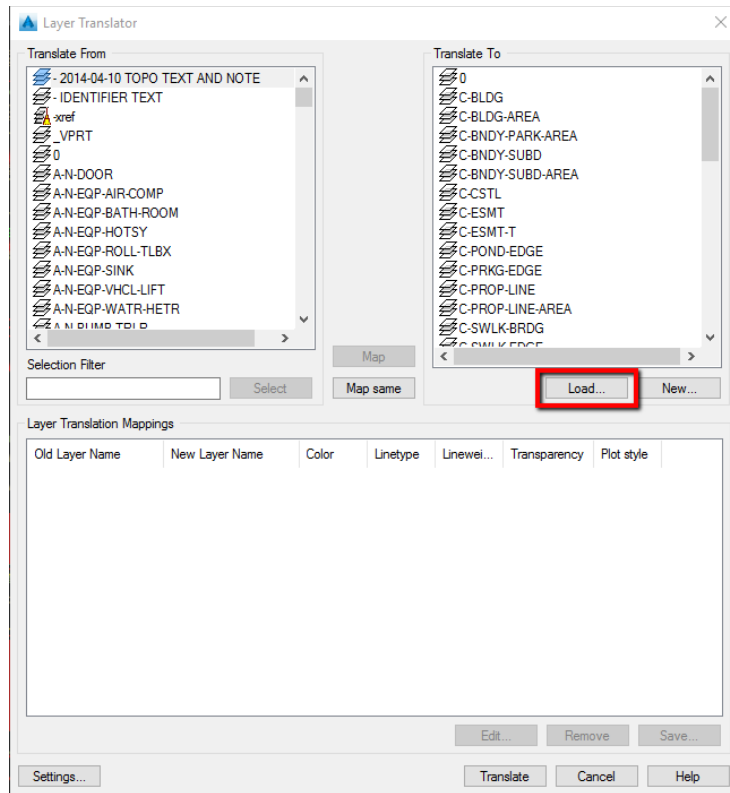 Layer Translator
Translate From
- 2014-04-10 TOPO TEXT AND NOTE
- IDENTIFIER TEXT
-xref
_VPRT
0
A-N-DOOR
A-N-EQP-AIR-COMP
A-N-EQP-BATH-ROOM
A-N-EQP-HOTSY
A-N-EQP-ROLL-TLBX
A-N-EQP-SINK
A-N-EQP-VHCL-LIFT
A-N-EQP-WATR-HETR
A-N-PUMP-TRLR
Selection Filter
Select
Map
Map same
Translate To
0
C-BLDG
C-BLDG-AREA
C-BNDY-PARK-AREA
C-BNDY-SUBD
C-BNDY-SUBD-AREA
C-CSTL
C-ESMT
C-ESMT-T
C-POND-EDGE
C-PRKG-EDGE
C-PROP-LINE
C-PROP-LINE-AREA
C-SWLK-BRDG
C-SWLK-EDGE
Load... New...
Layer Translation Mappings
Old Layer Name New Layer Name Color Linetype Linewei... Transparency Plot style
Edit... Remove Save...
Settings... Translate Cancel Help